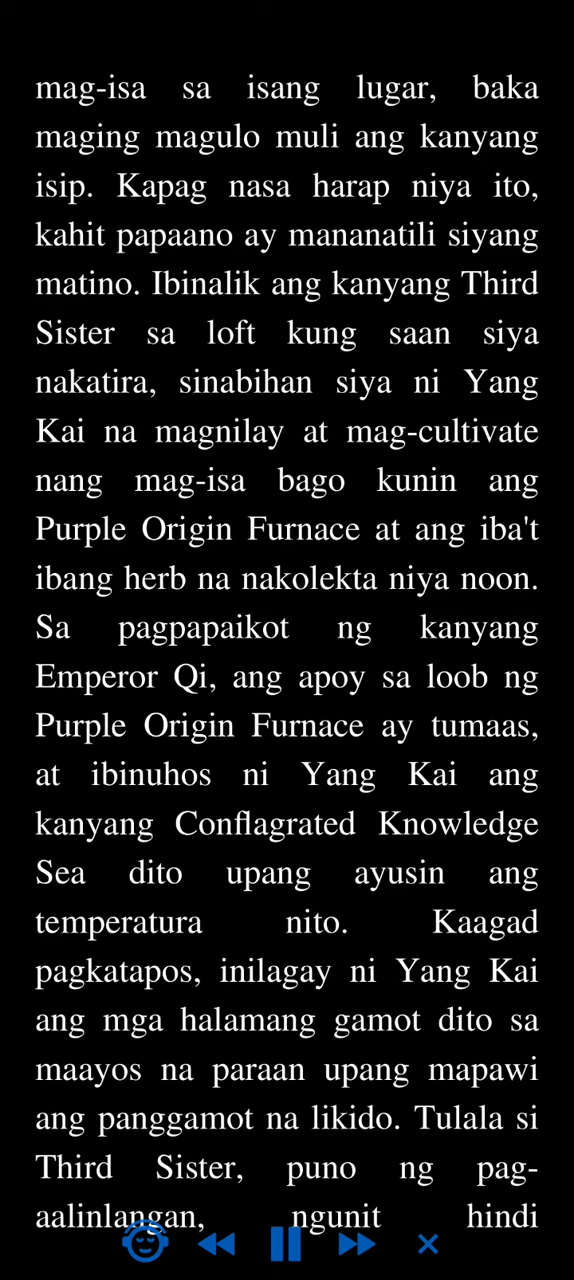 mag-isa sa isang lugar, baka
maging magulo muli ang kanyang
isip. Kapag nasa harap niya ito,
kahit papaano ay mananatili siyang
matino. Ibinalik ang kanyang Third
Sister sa loft kung saan siya
nakatira, sinabihan siya ni Yang
Kai na magnilay at mag-cultivate
nang mag-isa bago kunin ang
Purple Origin Furnace at ang iba't
ibang herb na nakolekta niya noon.
Sa pagpapaikot ng kanyang
Emperor Qi, ang apoy sa loob ng
Purple Origin Furnace ay tumaas,
at ibinuhos ni Yang Kai ang
kanyang Conflagrated Knowledge
Sea dito upang ayusin ang
temperatura nito. Kaagad
pagkatapos, inilagay ni Yang Kai
ang mga halamang gamot dito sa
maayos na paraan upang mapawi
ang panggamot na likido. Tulala si
Third Sister, puno ng pag-
aalinlangan, ngunit hindi